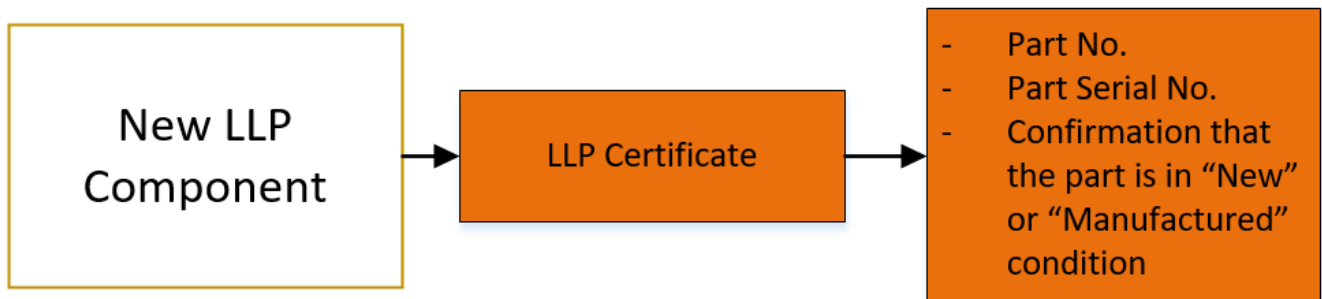 New LLP
Component
LLP Certificate
- Part No.
- Part Serial No.
- Confirmation that
the part is in “New”
or “Manufactured”
condition